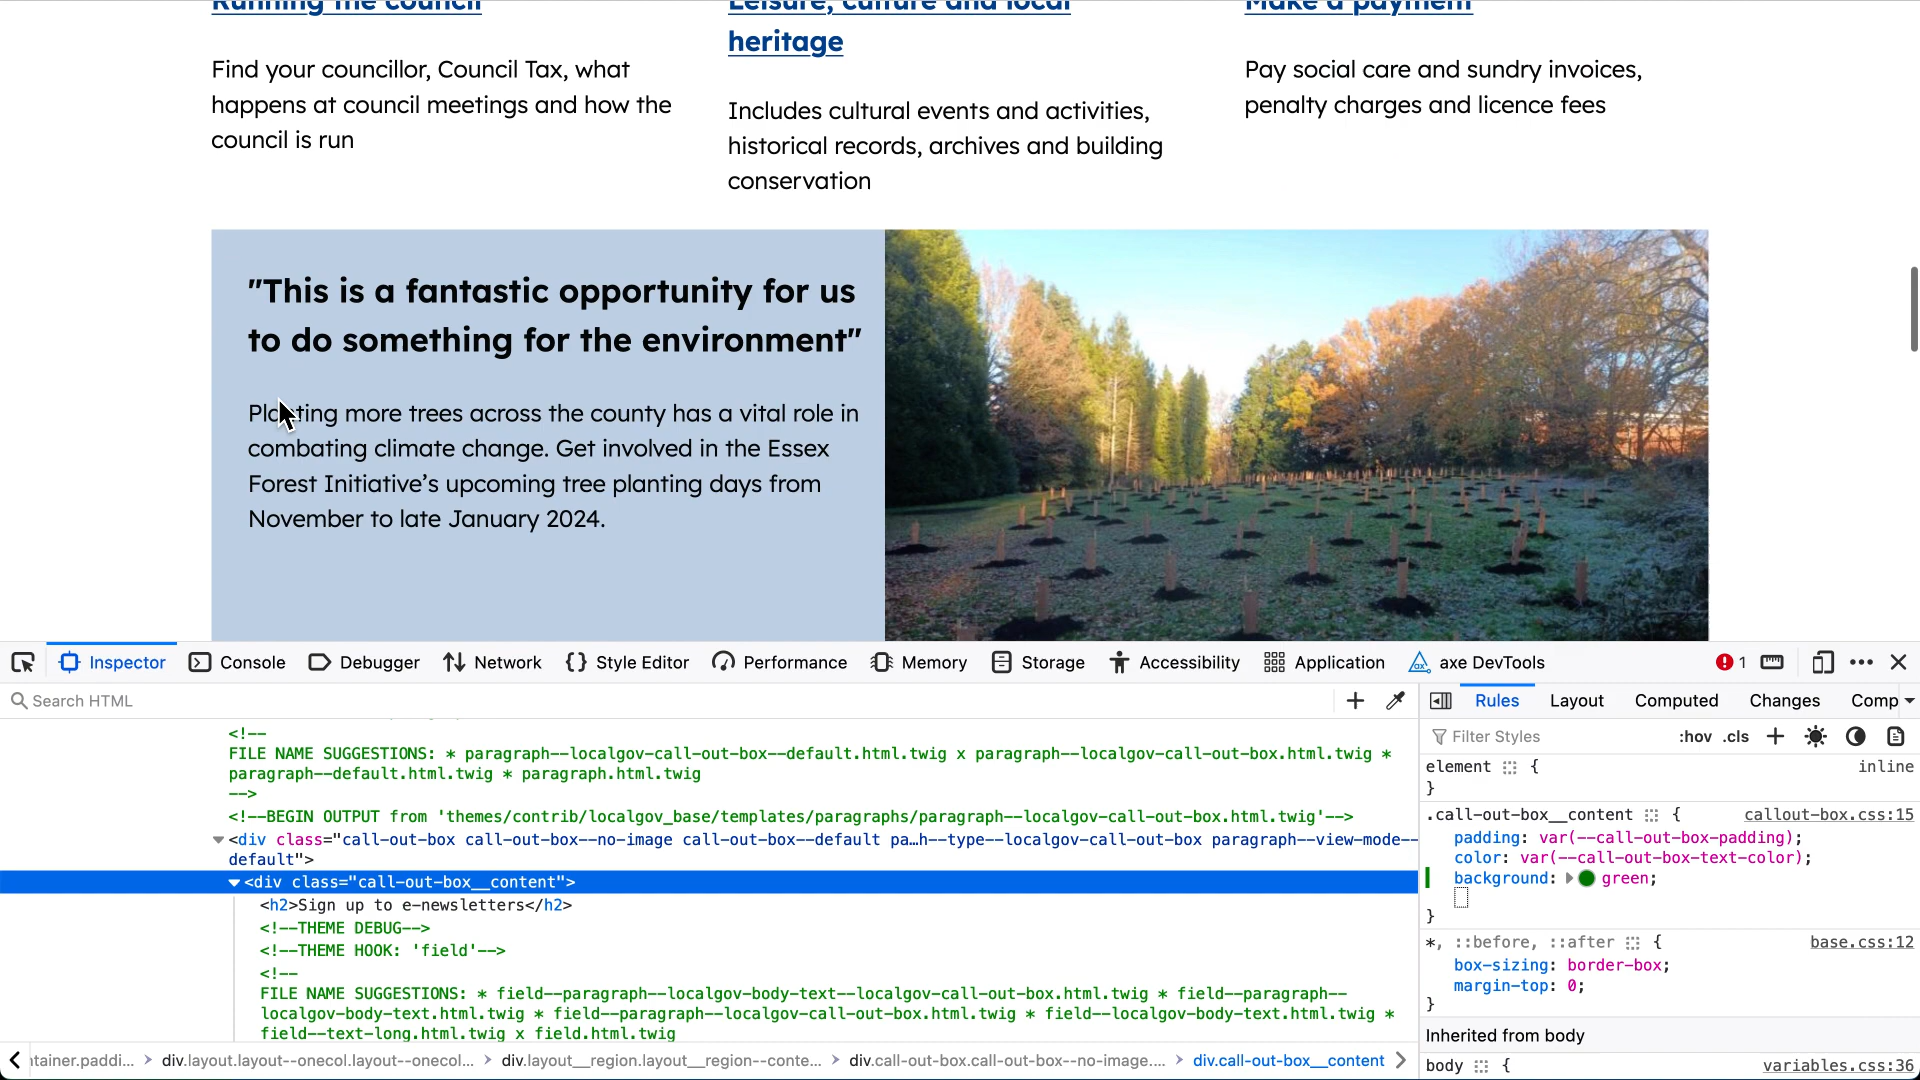 Running the council
Leisure, culture and local
heritage
Make a payment
Find your councillor, Council Tax, what
happens at council meetings and how the
council is run
Includes cultural events and activities,
historical records, archives and building
conservation
Pay social care and sundry invoices,
penalty charges and licence fees
"This is a fantastic opportunity for us
to do something for the environment"
Planting more trees across the county has a vital role in
combating climate change. Get involved in the Essex
Forest Initiative’s upcoming tree planting days from
November to late January 2024.
Inspector Console Debugger Network {} Style Editor Performance Memory Storage Accessibility Application axe DevTools 1
Search HTML
Rules Layout Computed Changes Comp
<!--
FILE NAME SUGGESTIONS: * paragraph--localgov-call-out-box--default.html.twig x paragraph--localgov-call-out-box.html.twig *
paragraph--default.html.twig * paragraph.html.twig
-->
<!--BEGIN OUTPUT from 'themes/contrib/localgov_base/templates/paragraphs/paragraph--localgov-call-out-box.html.twig'-->
<div class="call-out-box call-out-box--no-image call-out-box--default pa…h--type--localgov-call-out-box paragraph--view-mode--
default">
<div class="call-out-box__content">
<h2>Sign up to e-newsletters</h2>
<!--THEME DEBUG-->
<!--THEME HOOK: 'field'-->
<!--
FILE NAME SUGGESTIONS: * field--paragraph--localgov-body-text--localgov-call-out-box.html.twig * field--paragraph--
localgov-body-text.html.twig * field--paragraph--localgov-call-out-box.html.twig * field--localgov-body-text.html.twig *
field--text-long.html.twig x field.html.twig
ntainer.paddi... > div.layout.layout--onecol.layout--onecol... > div.layout__region.layout__region--conte... > div.call-out-box.call-out-box--no-image.... > div.call-out-box__content
Filter Styles :hov .cls +
element { inline
}
.call-out-box__content { callout-box.css:15
padding: var(--call-out-box-padding);
color: var(--call-out-box-text-color);
background: green;
}
*, ::before, ::after { base.css:12
box-sizing: border-box;
margin-top: 0;
}
Inherited from body
body { variables.css:36